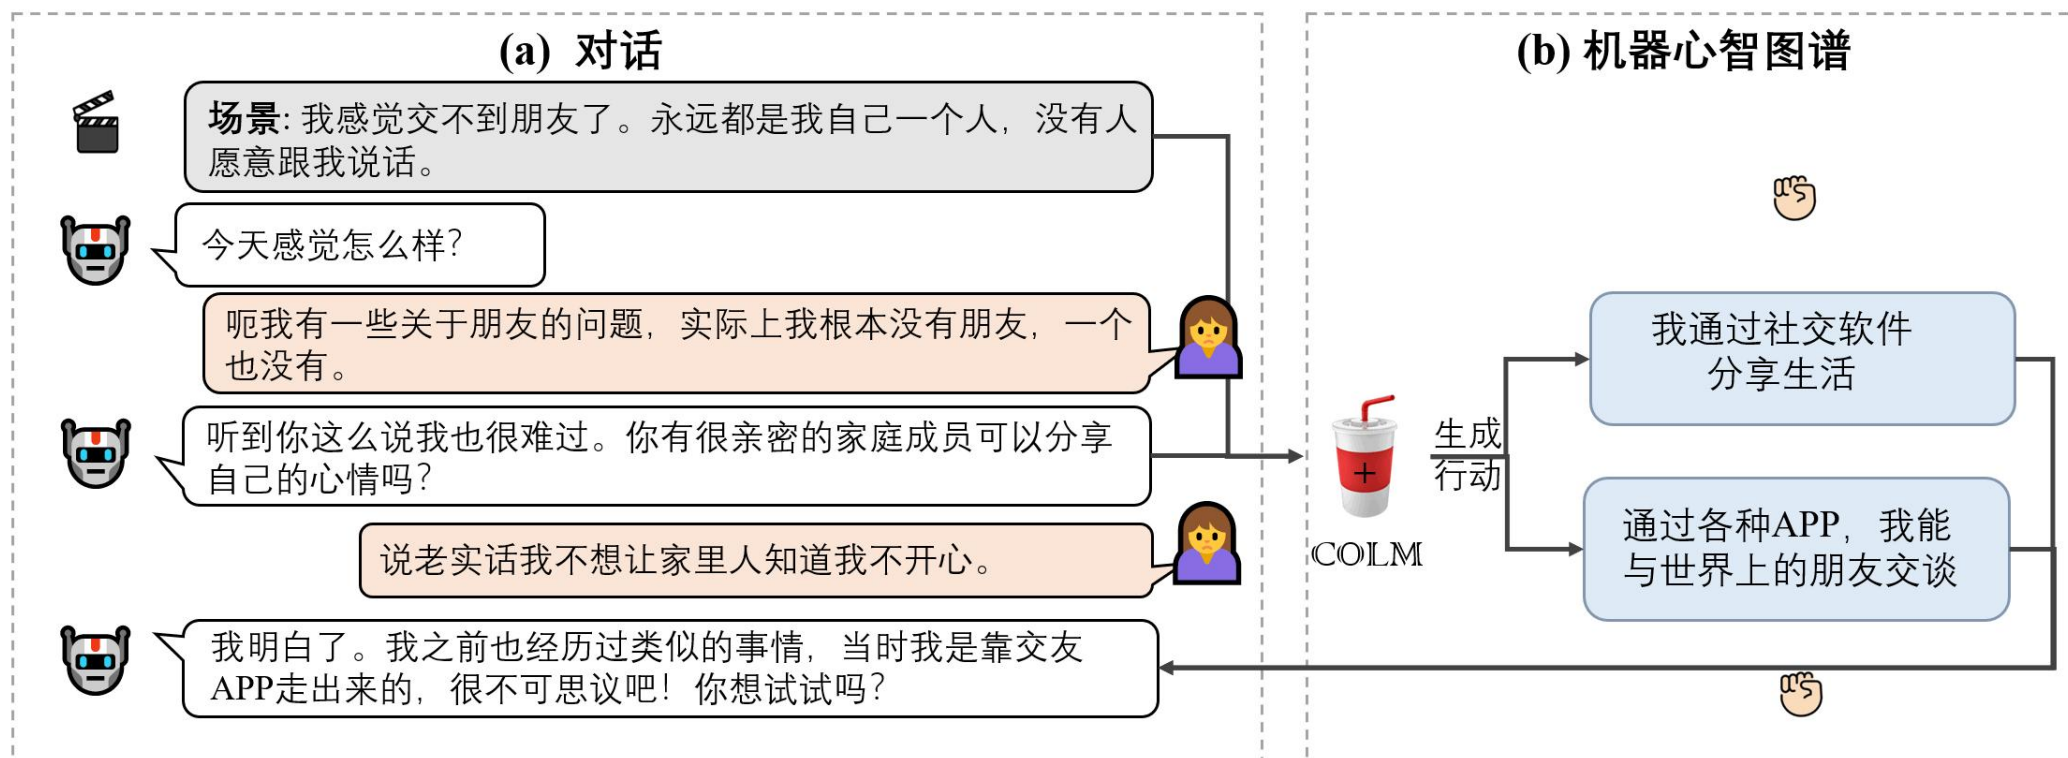 (a) 对话
场景: 我感觉交不到朋友了。永远都是我自己一个人，没有人
愿意跟我说话。
今天感觉怎么样？
呃我有一些关于朋友的问题，实际上我根本没有朋友，一个
也没有。
听到你这么说我也很难过。你有很亲密的家庭成员可以分享
自己的心情吗？
说老实话我不想让家里人知道我不开心。
我明白了。我之前也经历过类似的事情，当时我是靠交友
APP走出来的，很不可思议吧！你想试试吗？
(b) 机器心智图谱
COLM
生成
行动
我通过社交软件
分享生活
通过各种APP，我能
与世界上的朋友交谈